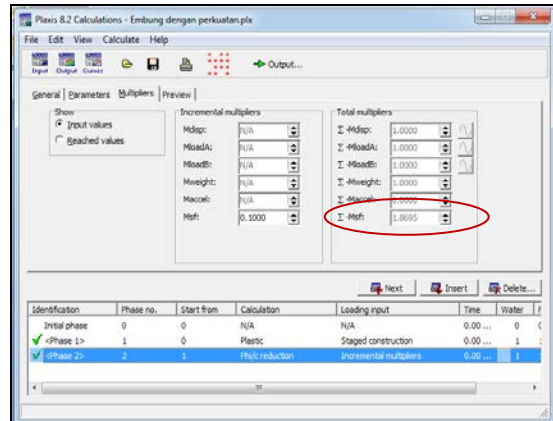 Plaxis 8.2 Calculations - Embung dengan perkuatan.plx
File Edit View Calculate Help
Input Output Curves Output...
General Parameters Multipliers Preview
Show
Input values
Reached values
Incremental multipliers
Mdisp: N/A
MloadA: N/A
MloadB: N/A
Mweight: N/A
Maccel: N/A
Msf: 0.1000
Total multipliers
Σ -Mdisp: 1.0000
Σ -MloadA: 1.0000
Σ -MloadB: 1.0000
Σ -Mweight: 1.0000
Σ -Maccel: 0.0000
Σ -Msf: 1.8695
Next Insert Delete...
Identification Phase no. Start from Calculation Loading input Time Water
Initial phase 0 0 N/A N/A 0.00 ... 0
<Phase 1> 1 0 Plastic Staged construction 0.00 ... 1
<Phase 2> 2 1 Phi/c reduction Incremental multipliers 0.00 ... 1